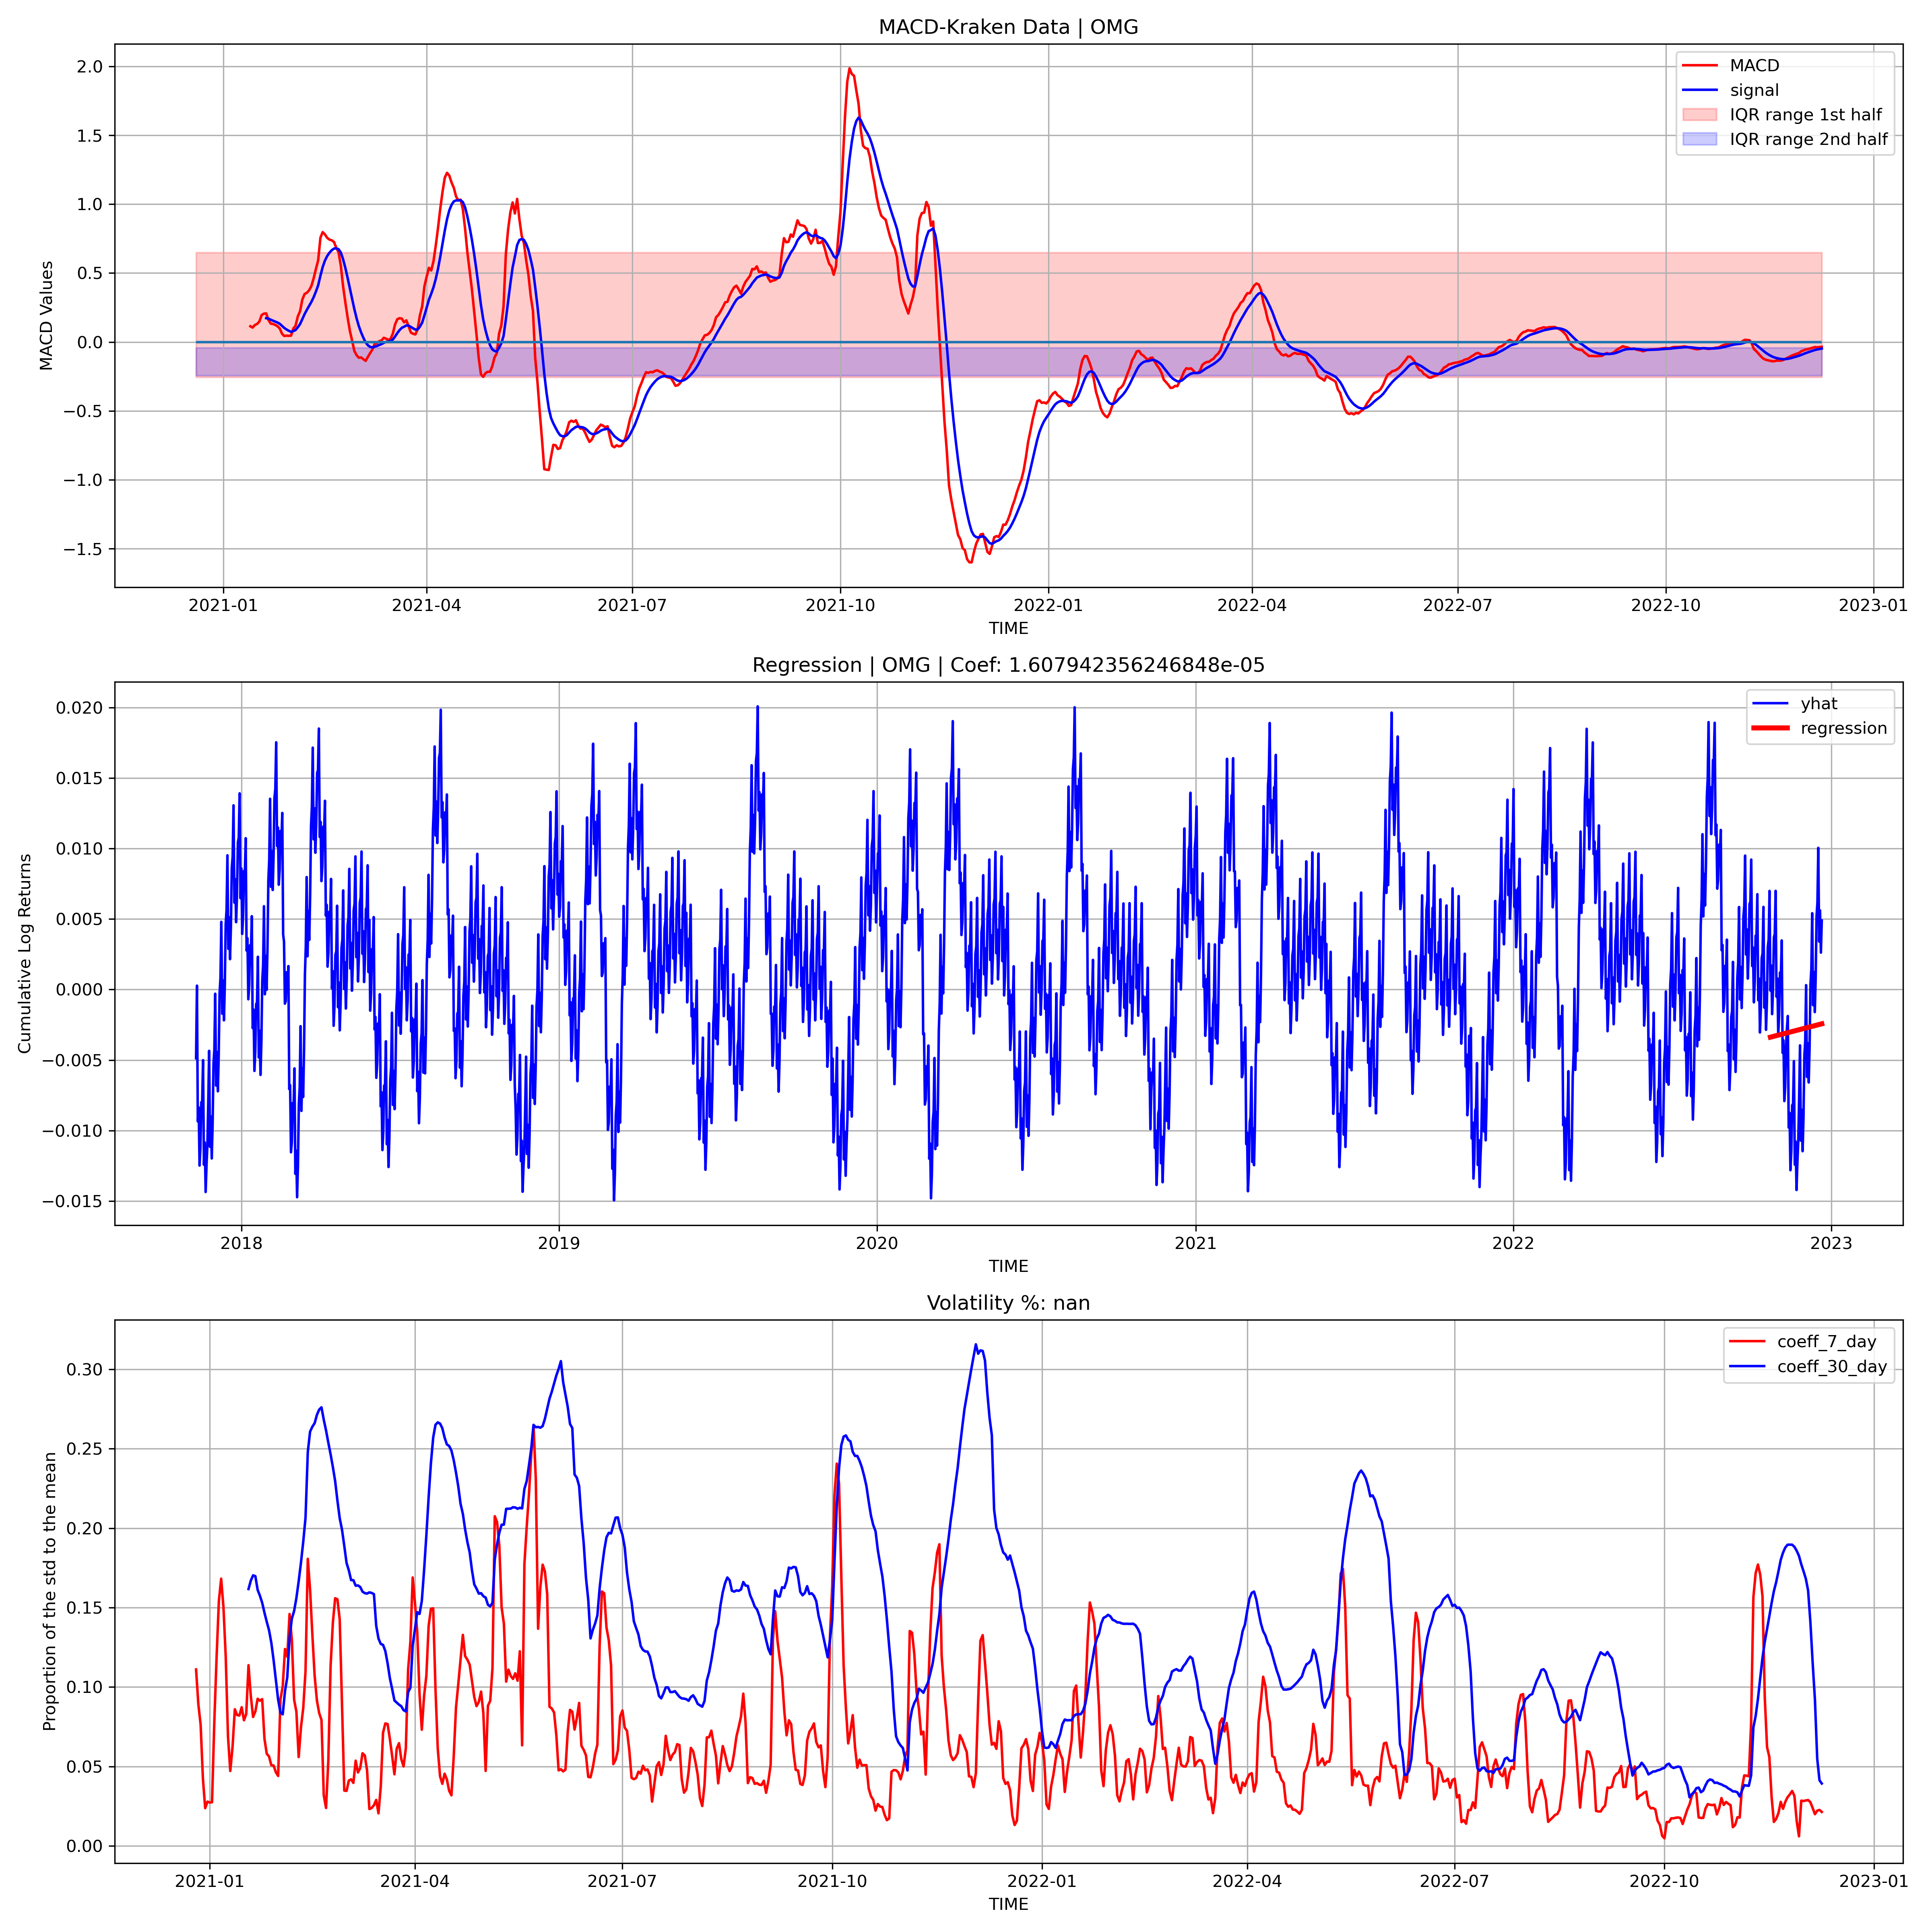 MACD-Kraken Data | OMG
MACD Values
2.0
1.5
1.0
0.5
0.0
−0.5
−1.0
−1.5
MACD
signal
IQR range 1st half
IQR range 2nd half
2021-01 2021-04 2021-07 2021-10 2022-01 2022-04 2022-07 2022-10 2023-01
TIME
Regression | OMG | Coef: 1.607942356246848e-05
Cumulative Log Returns
0.020
0.015
0.010
0.005
0.000
−0.005
−0.010
−0.015
yhat
regression
2018 2019 2020 2021 2022 2023
TIME
Volatility %: nan
Proportion of the std to the mean
0.30
0.25
0.20
0.15
0.10
0.05
0.00
coeff_7_day
coeff_30_day
2021-01 2021-04 2021-07 2021-10 2022-01 2022-04 2022-07 2022-10 2023-01
TIME